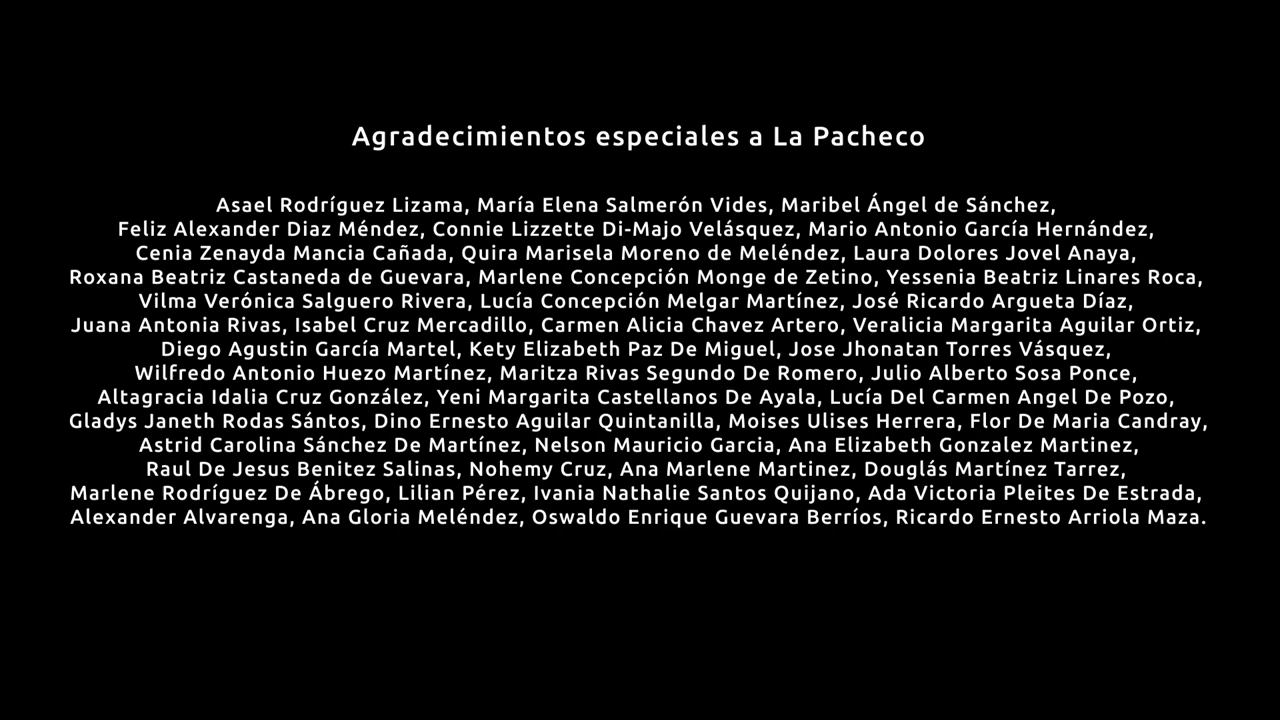 Agradecimientos especiales a La Pacheco
Asael Rodríguez Lizama, María Elena Salmerón Vides, Maribel Ángel de Sánchez,
Feliz Alexander Diaz Méndez, Connie Lizzette Di-Majo Velásquez, Mario Antonio García Hernández,
Cenia Zenayda Mancia Cañada, Quira Marisela Moreno de Meléndez, Laura Dolores Jovel Anaya,
Roxana Beatriz Castaneda de Guevara, Marlene Concepción Monge de Zetino, Yessenia Beatriz Linares Roca,
Vilma Verónica Salguero Rivera, Lucía Concepción Melgar Martínez, José Ricardo Argueta Díaz,
Juana Antonia Rivas, Isabel Cruz Mercadillo, Carmen Alicia Chavez Artero, Veralicia Margarita Aguilar Ortiz,
Diego Agustin García Martel, Kety Elizabeth Paz De Miguel, Jose Jhonatan Torres Vásquez,
Wilfredo Antonio Huezo Martínez, Maritza Rivas Segundo De Romero, Julio Alberto Sosa Ponce,
Altagracia Idalia Cruz González, Yeni Margarita Castellanos De Ayala, Lucía Del Carmen Angel De Pozo,
Gladys Janeth Rodas Sántos, Dino Ernesto Aguilar Quintanilla, Moises Ulises Herrera, Flor De Maria Candray,
Astrid Carolina Sánchez De Martínez, Nelson Mauricio Garcia, Ana Elizabeth Gonzalez Martinez,
Raul De Jesus Benitez Salinas, Nohemy Cruz, Ana Marlene Martinez, Douglás Martínez Tarrez,
Marlene Rodríguez De Ábrego, Lilian Pérez, Ivania Nathalie Santos Quijano, Ada Victoria Pleites De Estrada,
Alexander Alvarenga, Ana Gloria Meléndez, Oswaldo Enrique Guevara Berríos, Ricardo Ernesto Arriola Maza.